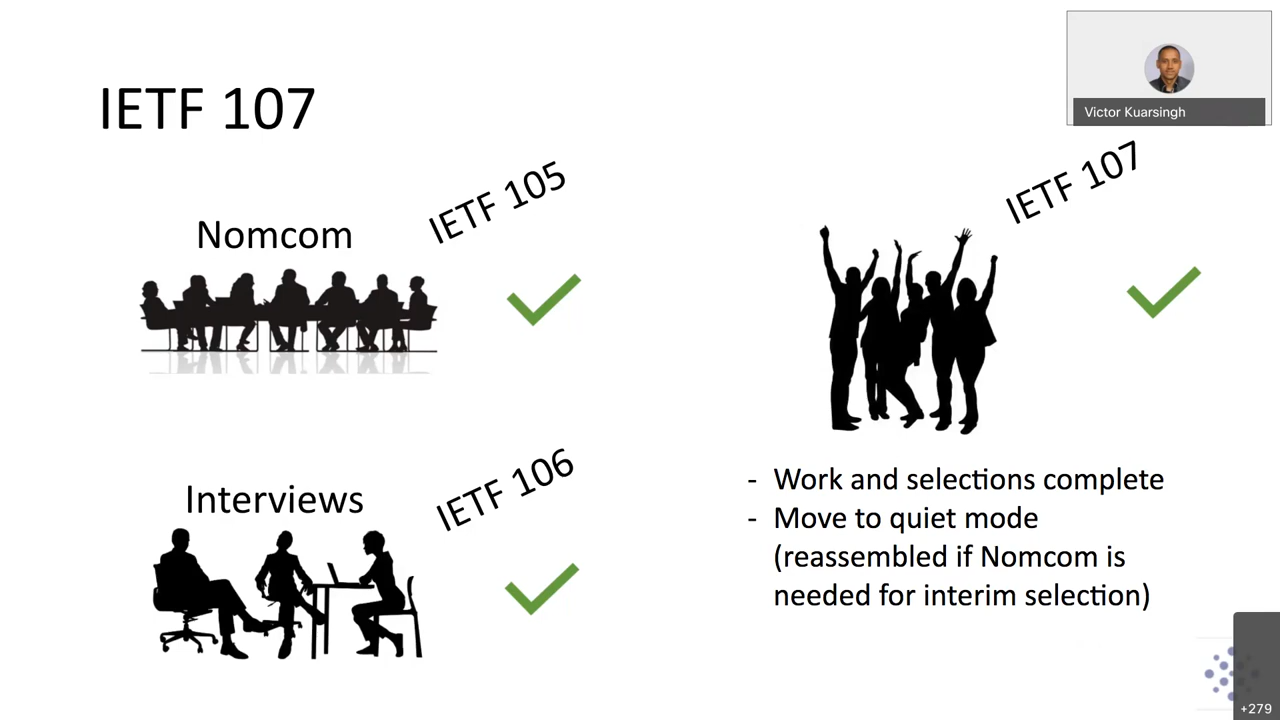 IETF 107
Victor Kuarsingh
Nomcom
IETF 105
Interviews
IETF 106
IETF 107
- Work and selections complete
- Move to quiet mode
(reassembled if Nomcom is
needed for interim selection)
+279